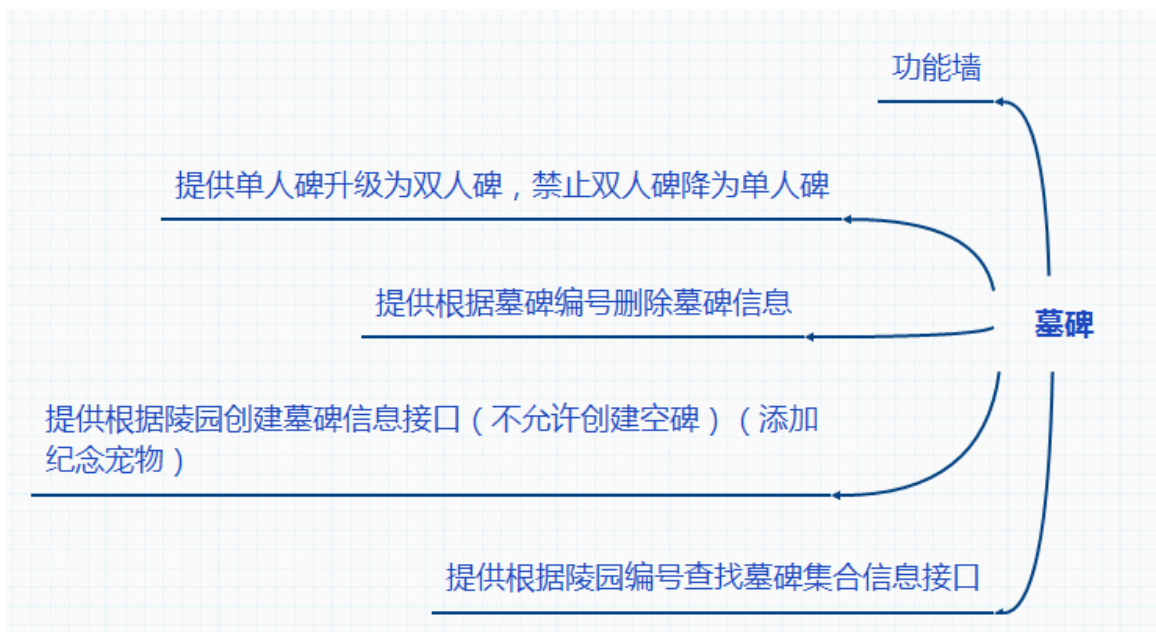 功能墙
提供单人碑升级为双人碑，禁止双人碑降为单人碑
提供根据墓碑编号删除墓碑信息
墓碑
提供根据陵园创建墓碑信息接口（不允许创建空碑）（添加
纪念宠物）
提供根据陵园编号查找墓碑集合信息接口